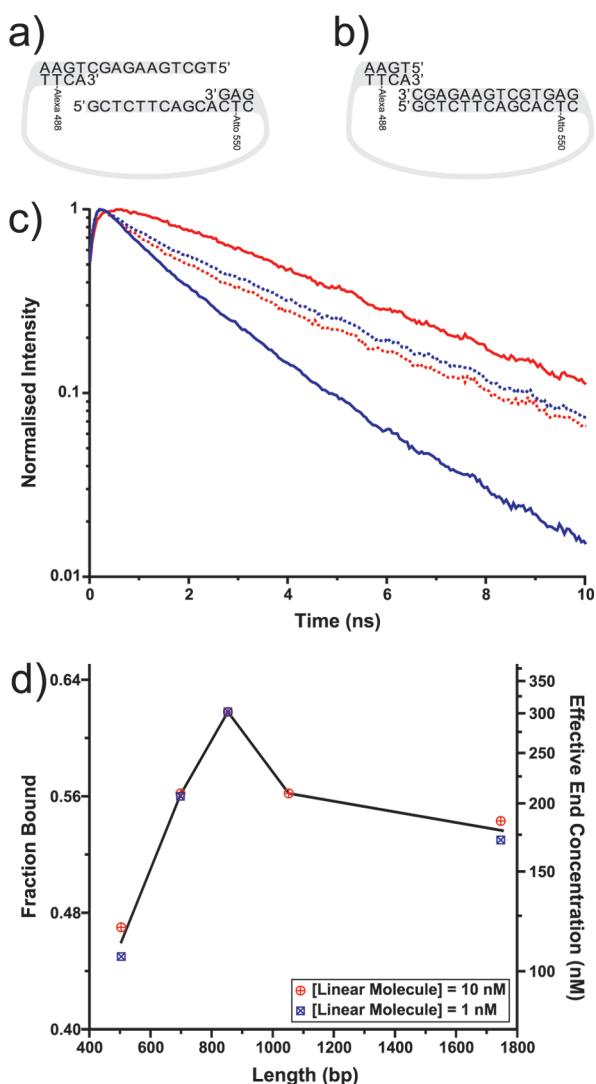 a)
AAGTCGAGAAGTCGT5'
TTCA3'
3'GAG
5'GCTCTTCAGCACTC
Alexa 488
Atto 550
b)
AAGT5'
TTCA3'
3'CGAGAAGTCGTGAG
5'GCTCTTCAGCACTC
Alexa 488
Atto 550
c)
Normalised Intensity
1
0.1
0.01
0 2 4 6 8 10
Time (ns)
d)
Fraction Bound
0.64
0.56
0.48
0.40
350
300
250
200
150
100
Effective End Concentration (nM)
[Linear Molecule] = 10 nM
[Linear Molecule] = 1 nM
400 600 800 1000 1200 1400 1600 1800
Length (bp)